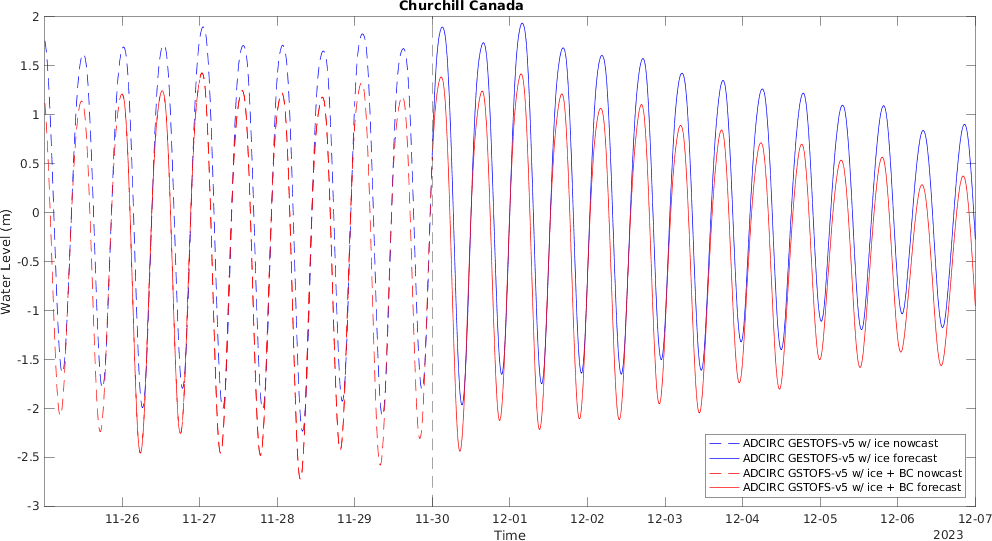 Churchill Canada
2
1.5
1
0.5
0
-0.5
-1
-1.5
-2
-2.5
-3
Water Level (m)
ADCIRC GESTOFS-v5 w/ ice nowcast
ADCIRC GESTOFS-v5 w/ ice forecast
ADCIRC GSTOFS-v5 w/ ice + BC nowcast
ADCIRC GSTOFS-v5 w/ ice + BC forecast
11-26 11-27 11-28 11-29 11-30 12-01 12-02 12-03 12-04 12-05 12-06 12-07
Time
2023